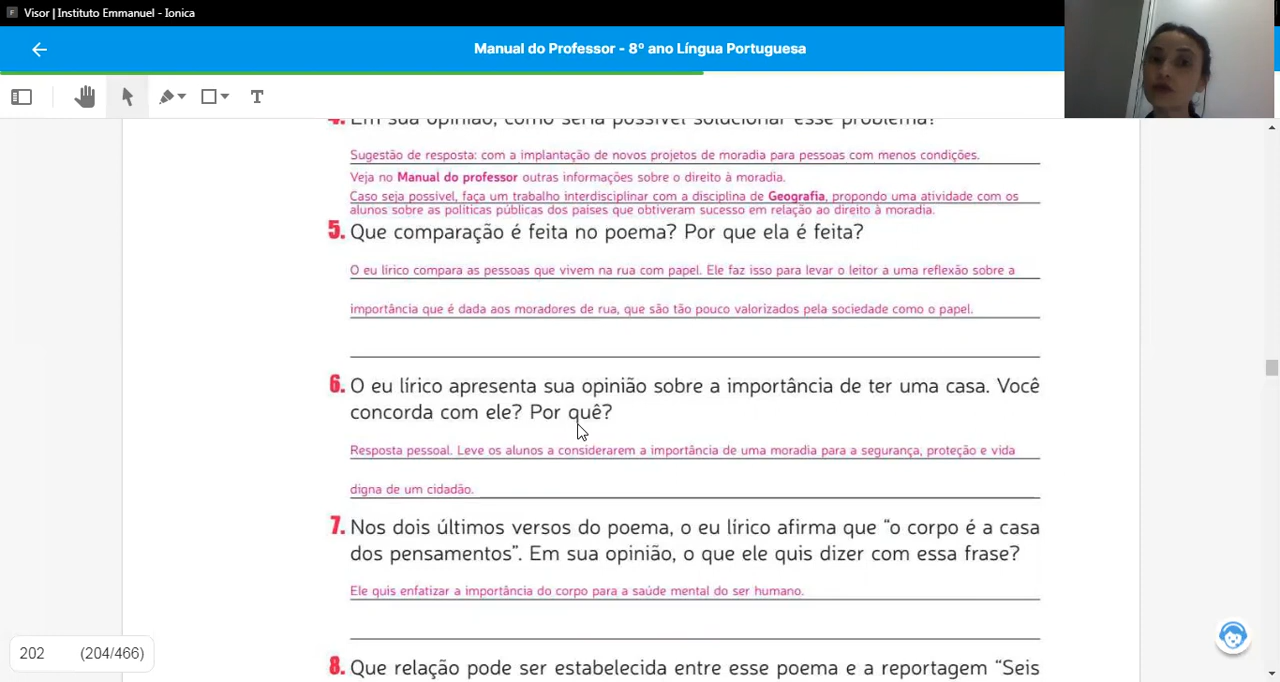 Visor | Instituto Emmanuel - Ionica
Manual do Professor - 8º ano Língua Portuguesa
T
4. Em sua opinião, como seria possível solucionar esse problema?
Sugestão de resposta: com a implantação de novos projetos de moradia para pessoas com menos condições.
Veja no Manual do professor outras informações sobre o direito à moradia.
Caso seja possível, faça um trabalho interdisciplinar com a disciplina de Geografia, propondo uma atividade com os
alunos sobre as políticas públicas dos países que obtiveram sucesso em relação ao direito à moradia.
5. Que comparação é feita no poema? Por que ela é feita?
O eu lírico compara as pessoas que vivem na rua com papel. Ele faz isso para levar o leitor a uma reflexão sobre a
importância que é dada aos moradores de rua, que são tão pouco valorizados pela sociedade como o papel.
6. O eu lírico apresenta sua opinião sobre a importância de ter uma casa. Você
concorda com ele? Por quê?
Resposta pessoal. Leve os alunos a considerarem a importância de uma moradia para a segurança, proteção e vida
digna de um cidadão.
7. Nos dois últimos versos do poema, o eu lírico afirma que “o corpo é a casa
dos pensamentos”. Em sua opinião, o que ele quis dizer com essa frase?
Ele quis enfatizar a importância do corpo para a saúde mental do ser humano.
8. Que relação pode ser estabelecida entre esse poema e a reportagem “Seis
202 (204/466)